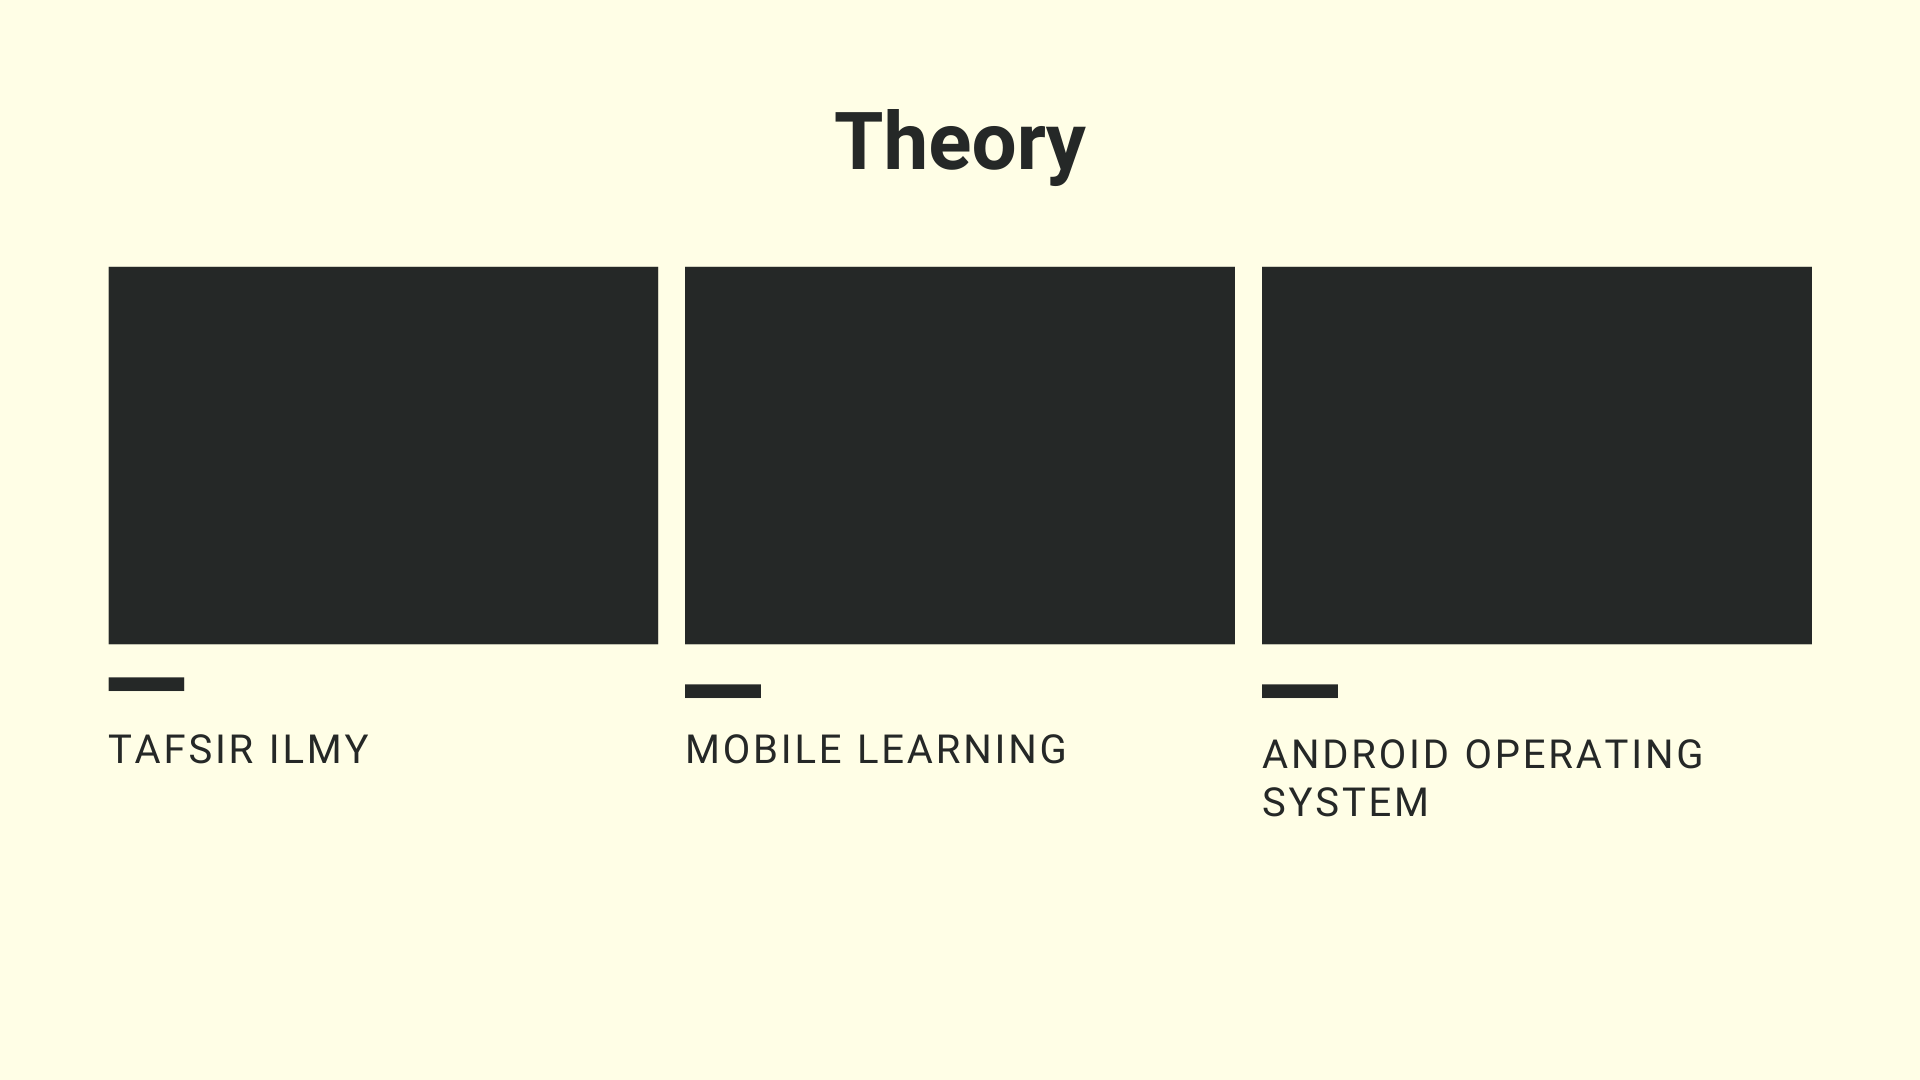 Theory
TAFSIR ILMY
MOBILE LEARNING
ANDROID OPERATING
SYSTEM